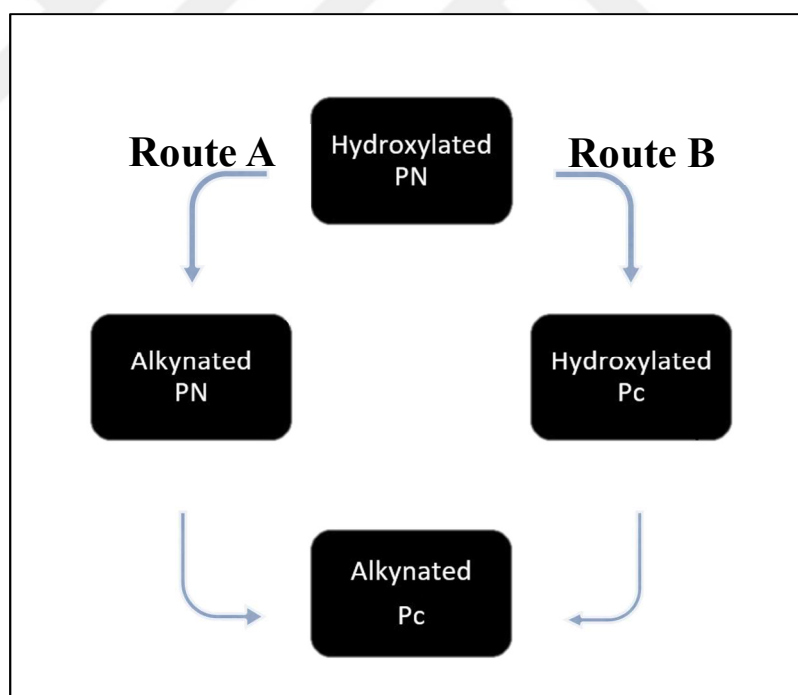 Route A
Hydroxylated
PN
Route B
Alkynated
PN
Hydroxylated
Pc
Alkynated
Pc